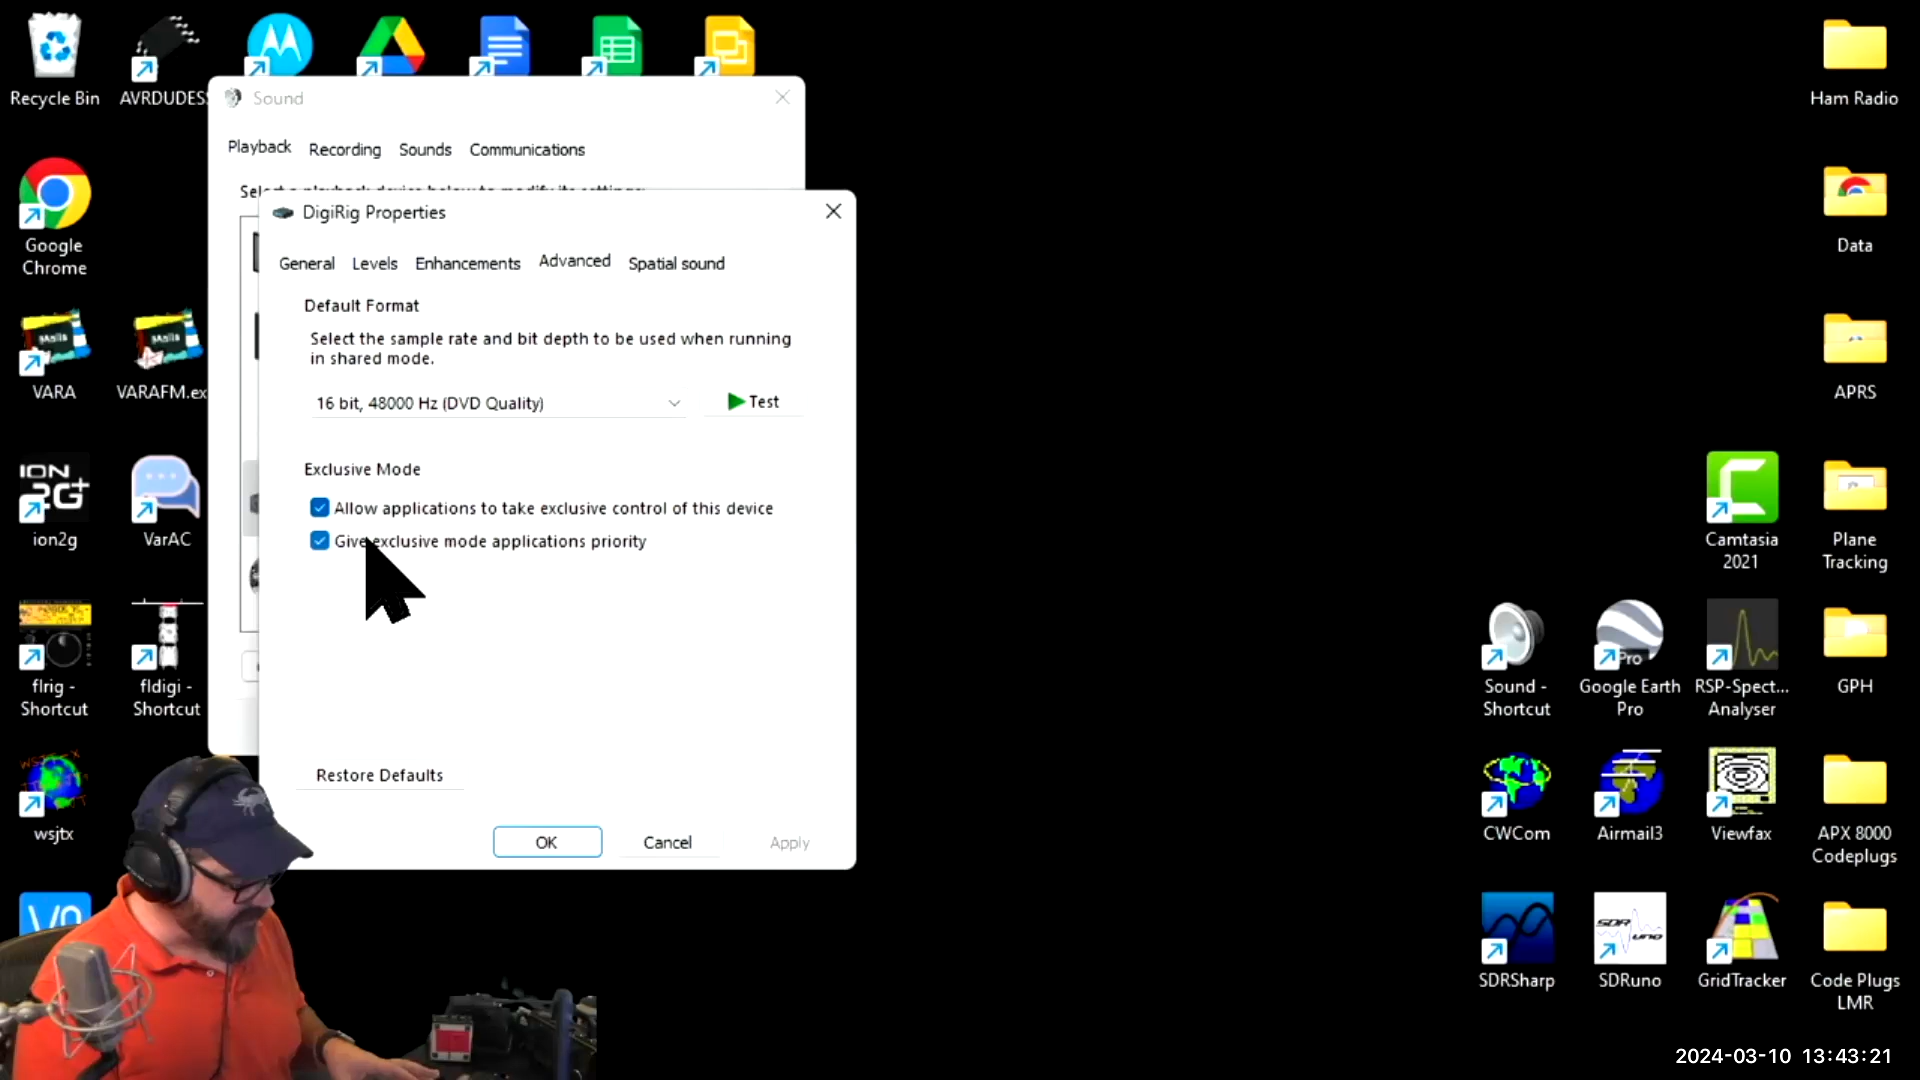 Recycle Bin
AVRDUDES
Sound
Playback
Recording
Sounds
Communications
DigiRig Properties
General
Levels
Enhancements
Advanced
Spatial sound
Default Format
Select the sample rate and bit depth to be used when running
in shared mode.
16 bit, 48000 Hz (DVD Quality)
Test
Exclusive Mode
Allow applications to take exclusive control of this device
Give exclusive mode applications priority
Restore Defaults
OK
Cancel
Apply
Google
Chrome
VARA
VARAFM.ex
ION
2G+
ion2g
VarAC
flrig -
Shortcut
fldigi -
Shortcut
wsjtx
Ham Radio
Data
APRS
Camtasia
2021
Plane
Tracking
Sound -
Shortcut
Pro
Google Earth
Pro
RSP-Spect...
Analyser
GPH
CWCom
Airmail3
Viewfax
APX 8000
Codeplugs
SDRSharp
SDR
uno
SDRuno
GridTracker
Code Plugs
LMR
2024-03-10 13:43:21